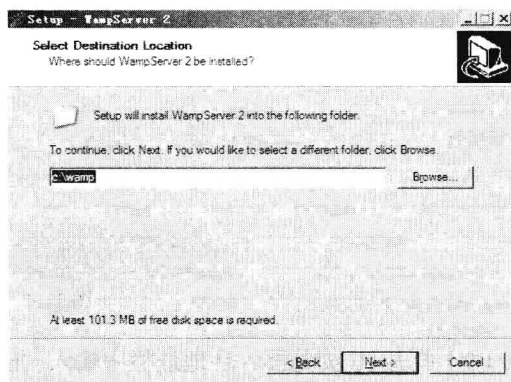 Setup - WampServer 2
Select Destination Location
Where should WampServer 2 be installed?
Setup will install WampServer 2 into the following folder.
To continue, click Next. If you would like to select a different folder, click Browse.
c:\wamp
Browse...
At least 101.3 MB of free disk space is required.
< Back
Next >
Cancel